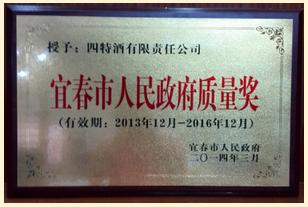 授予：四特酒有限责任公司
宜春市人民政府质量奖
(有效期：2013年12月-2016年12月)
宜春市人民政府
二〇一四年三月